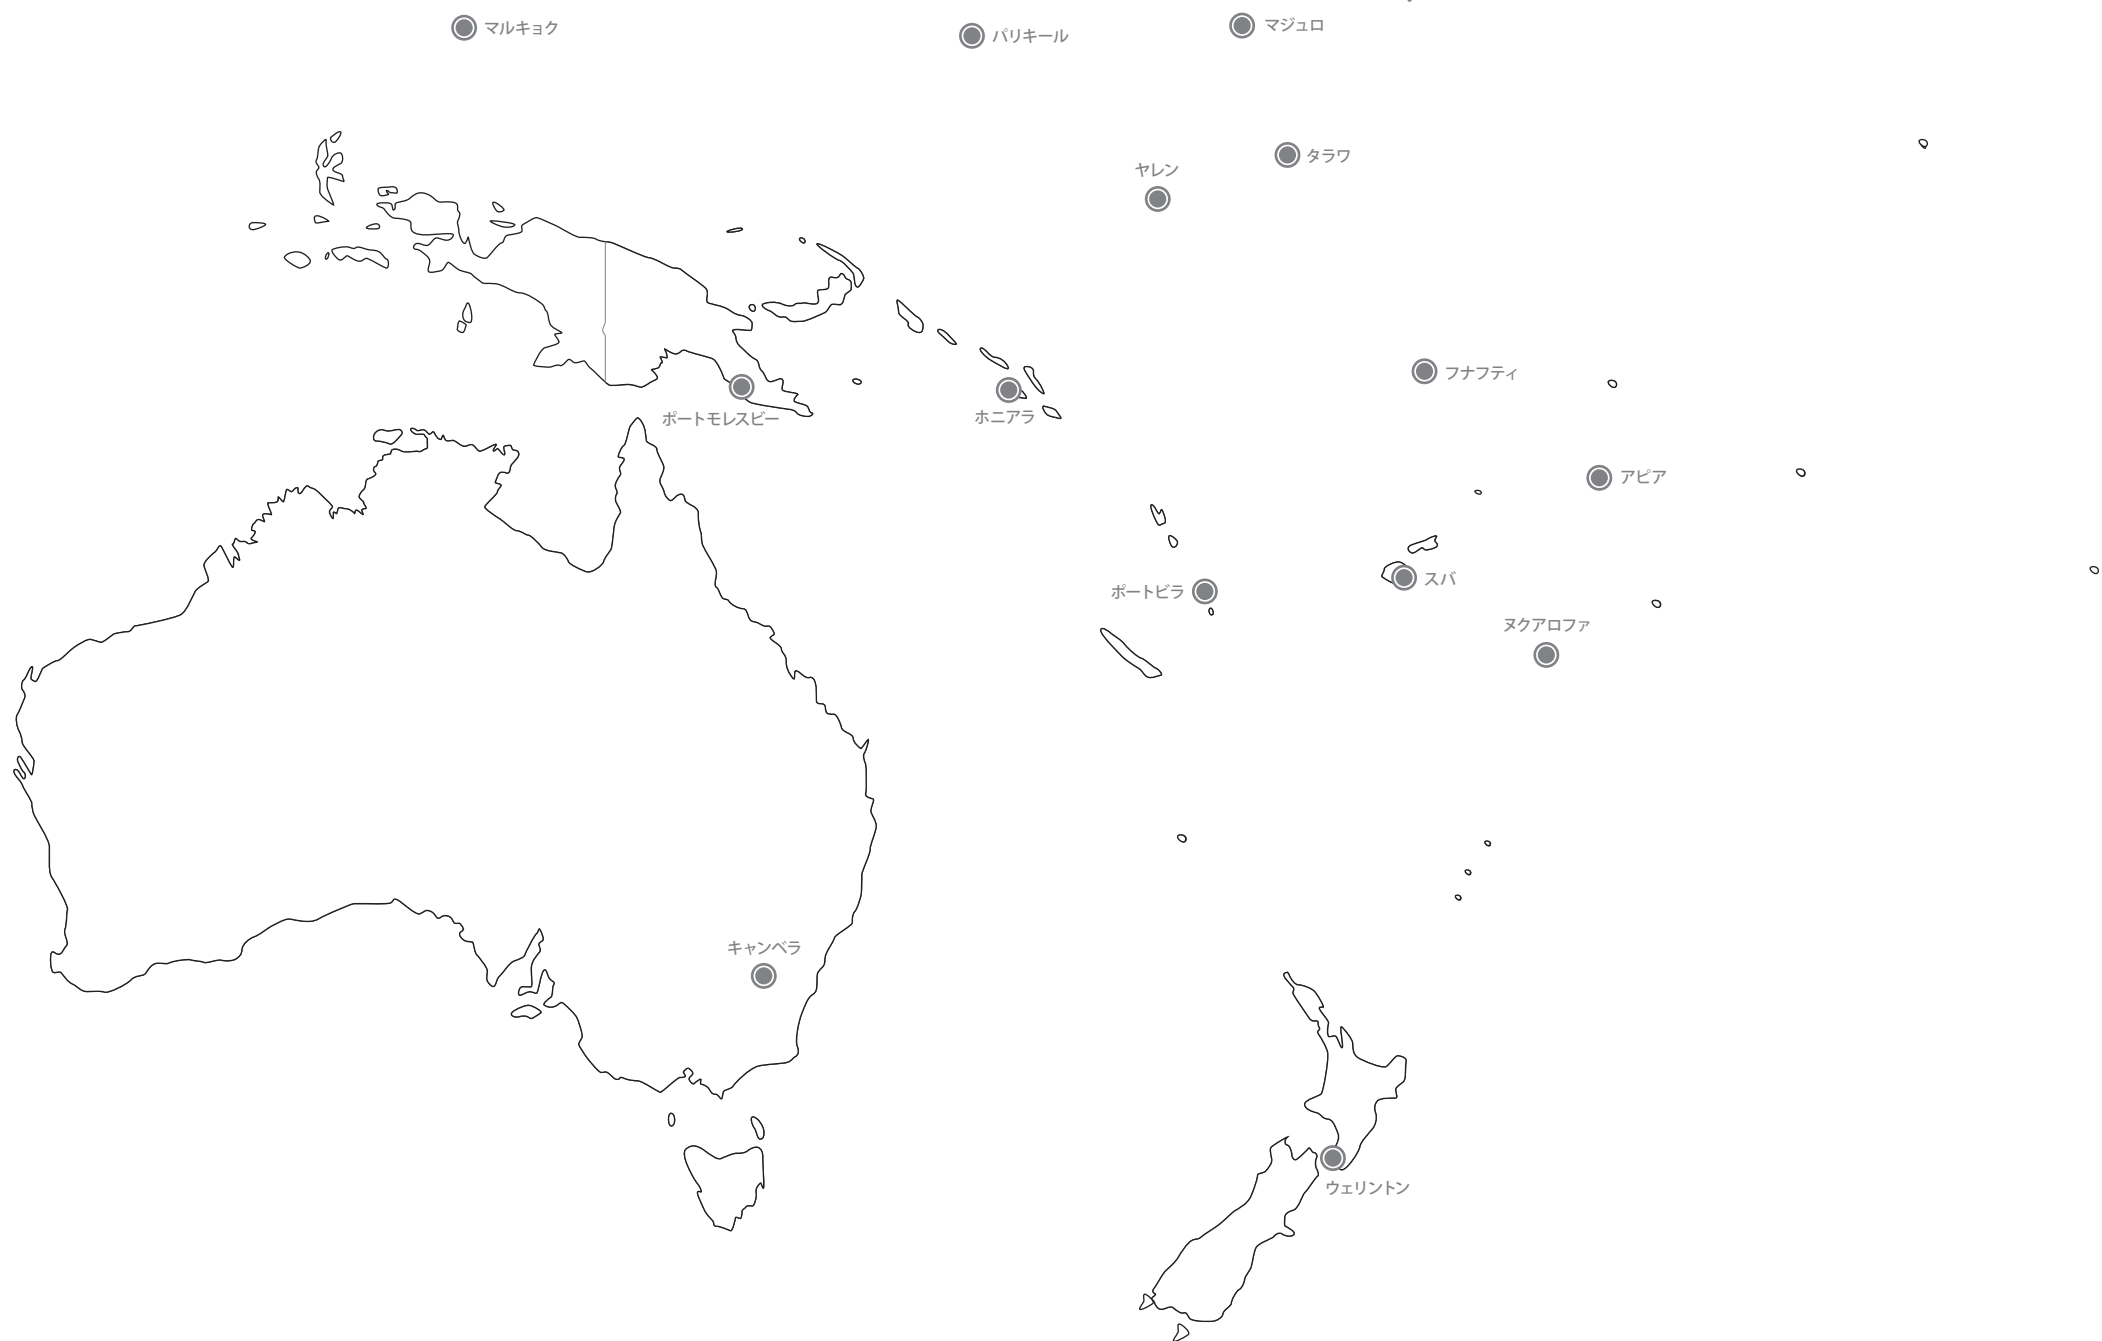 マルキョク
パリキール
マジュロ
タラワ
ヤレン
フナフティ
ポートモレスビー
ホニアラ
アピア
スバ
ポートビラ
ヌクアロファ
キャンベラ
ウェリントン